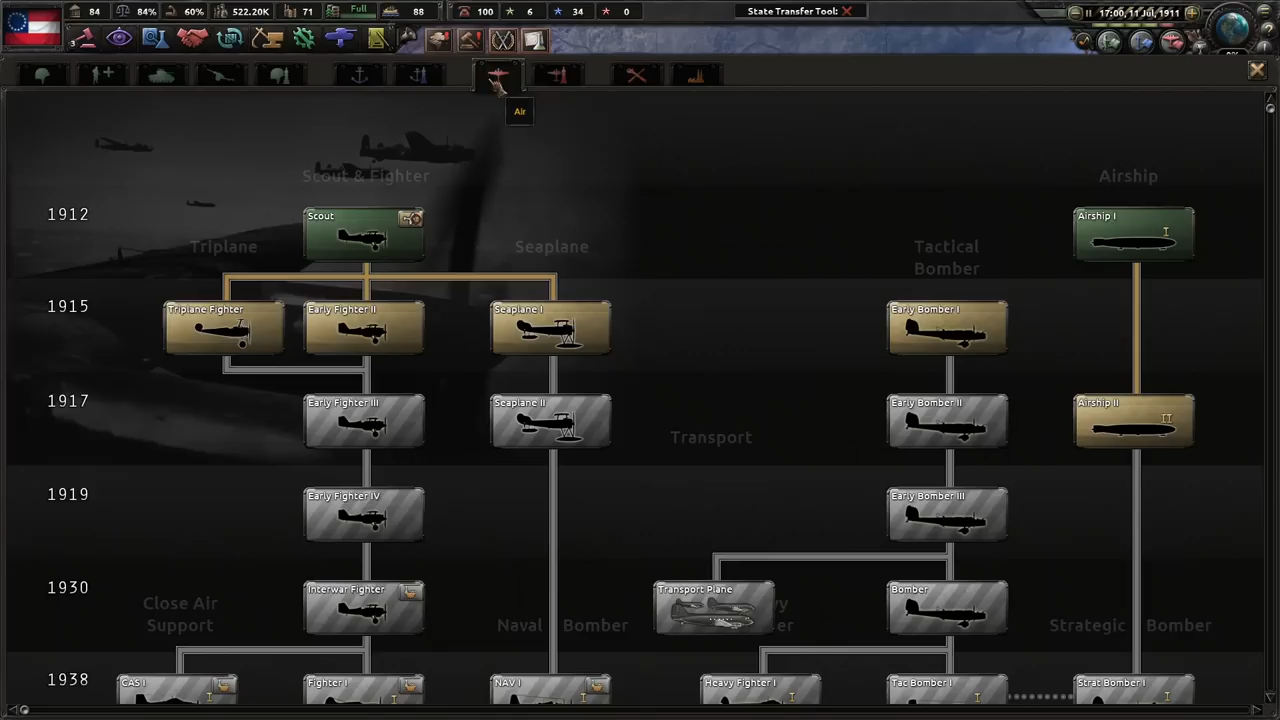 84 84% 60% 522.20K 71 Full 88 100 6 34 0 State Transfer Tool: 17:00, 11 Jul, 1911
3
Air
Scout & Fighter Airship
1912 Scout Airship I
I
Triplane Seaplane Tactical
Bomber
1915 Triplane Fighter Early Fighter II Seaplane I Early Bomber I
1917 Early Fighter III Seaplane II Early Bomber II Airship II
II
Transport
1919 Early Fighter IV Early Bomber III
1930 Interwar Fighter Transport Plane Bomber
Close Air
Support Naval Bomber Strategic Bomber
1938 CAS I Fighter I NAV I Heavy Fighter I Tac Bomber I Strat Bomber I
I I I I I I